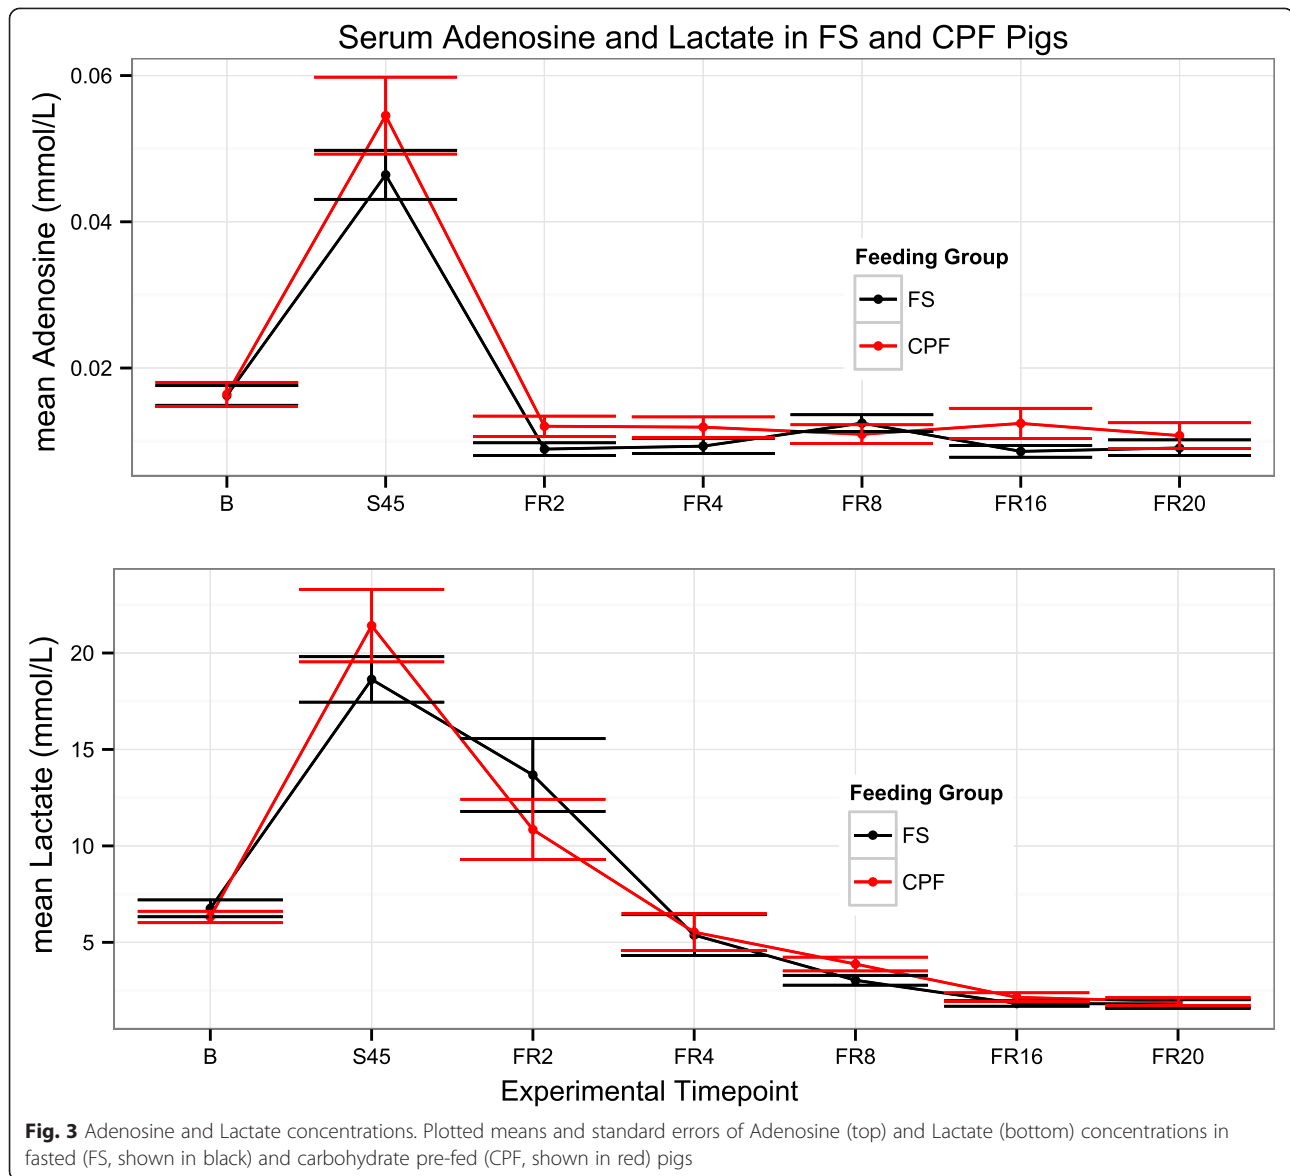 Serum Adenosine and Lactate in FS and CPF Pigs
mean Adenosine (mmol/L)
0.06
0.04
0.02
Feeding Group
FS
CPF
B S45 FR2 FR4 FR8 FR16 FR20
mean Lactate (mmol/L)
20
15
10
5
Feeding Group
FS
CPF
B S45 FR2 FR4 FR8 FR16 FR20
Experimental Timepoint
Fig. 3 Adenosine and Lactate concentrations. Plotted means and standard errors of Adenosine (top) and Lactate (bottom) concentrations in
fasted (FS, shown in black) and carbohydrate pre-fed (CPF, shown in red) pigs